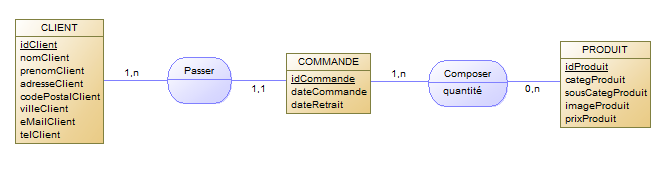 CLIENT
idClient
nomClient
prenomClient
adresseClient
codePostalClient
villeClient
eMailClient
telClient
1,n
Passer
1,1
COMMANDE
idCommande
dateCommande
dateRetrait
1,n
Composer
quantité
0,n
PRODUIT
idProduit
categProduit
sousCategProduit
imageProduit
prixProduit